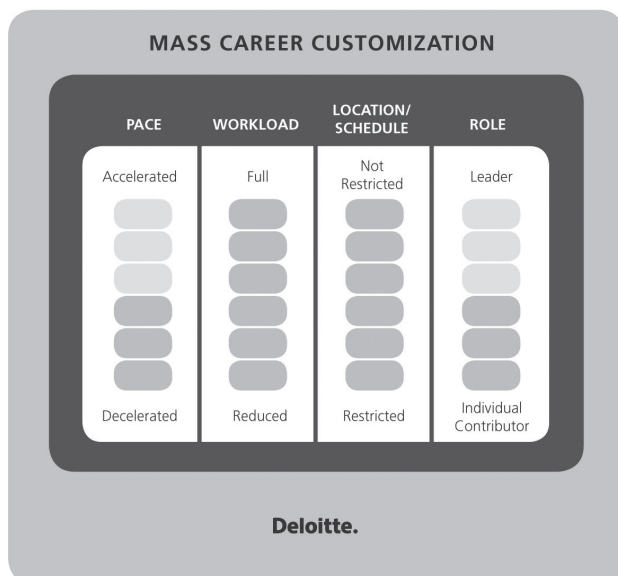 MASS CAREER CUSTOMIZATION
PACE
WORKLOAD
LOCATION/
SCHEDULE
ROLE
Accelerated
Full
Not
Restricted
Leader
Decelerated
Reduced
Restricted
Individual
Contributor
Deloitte.